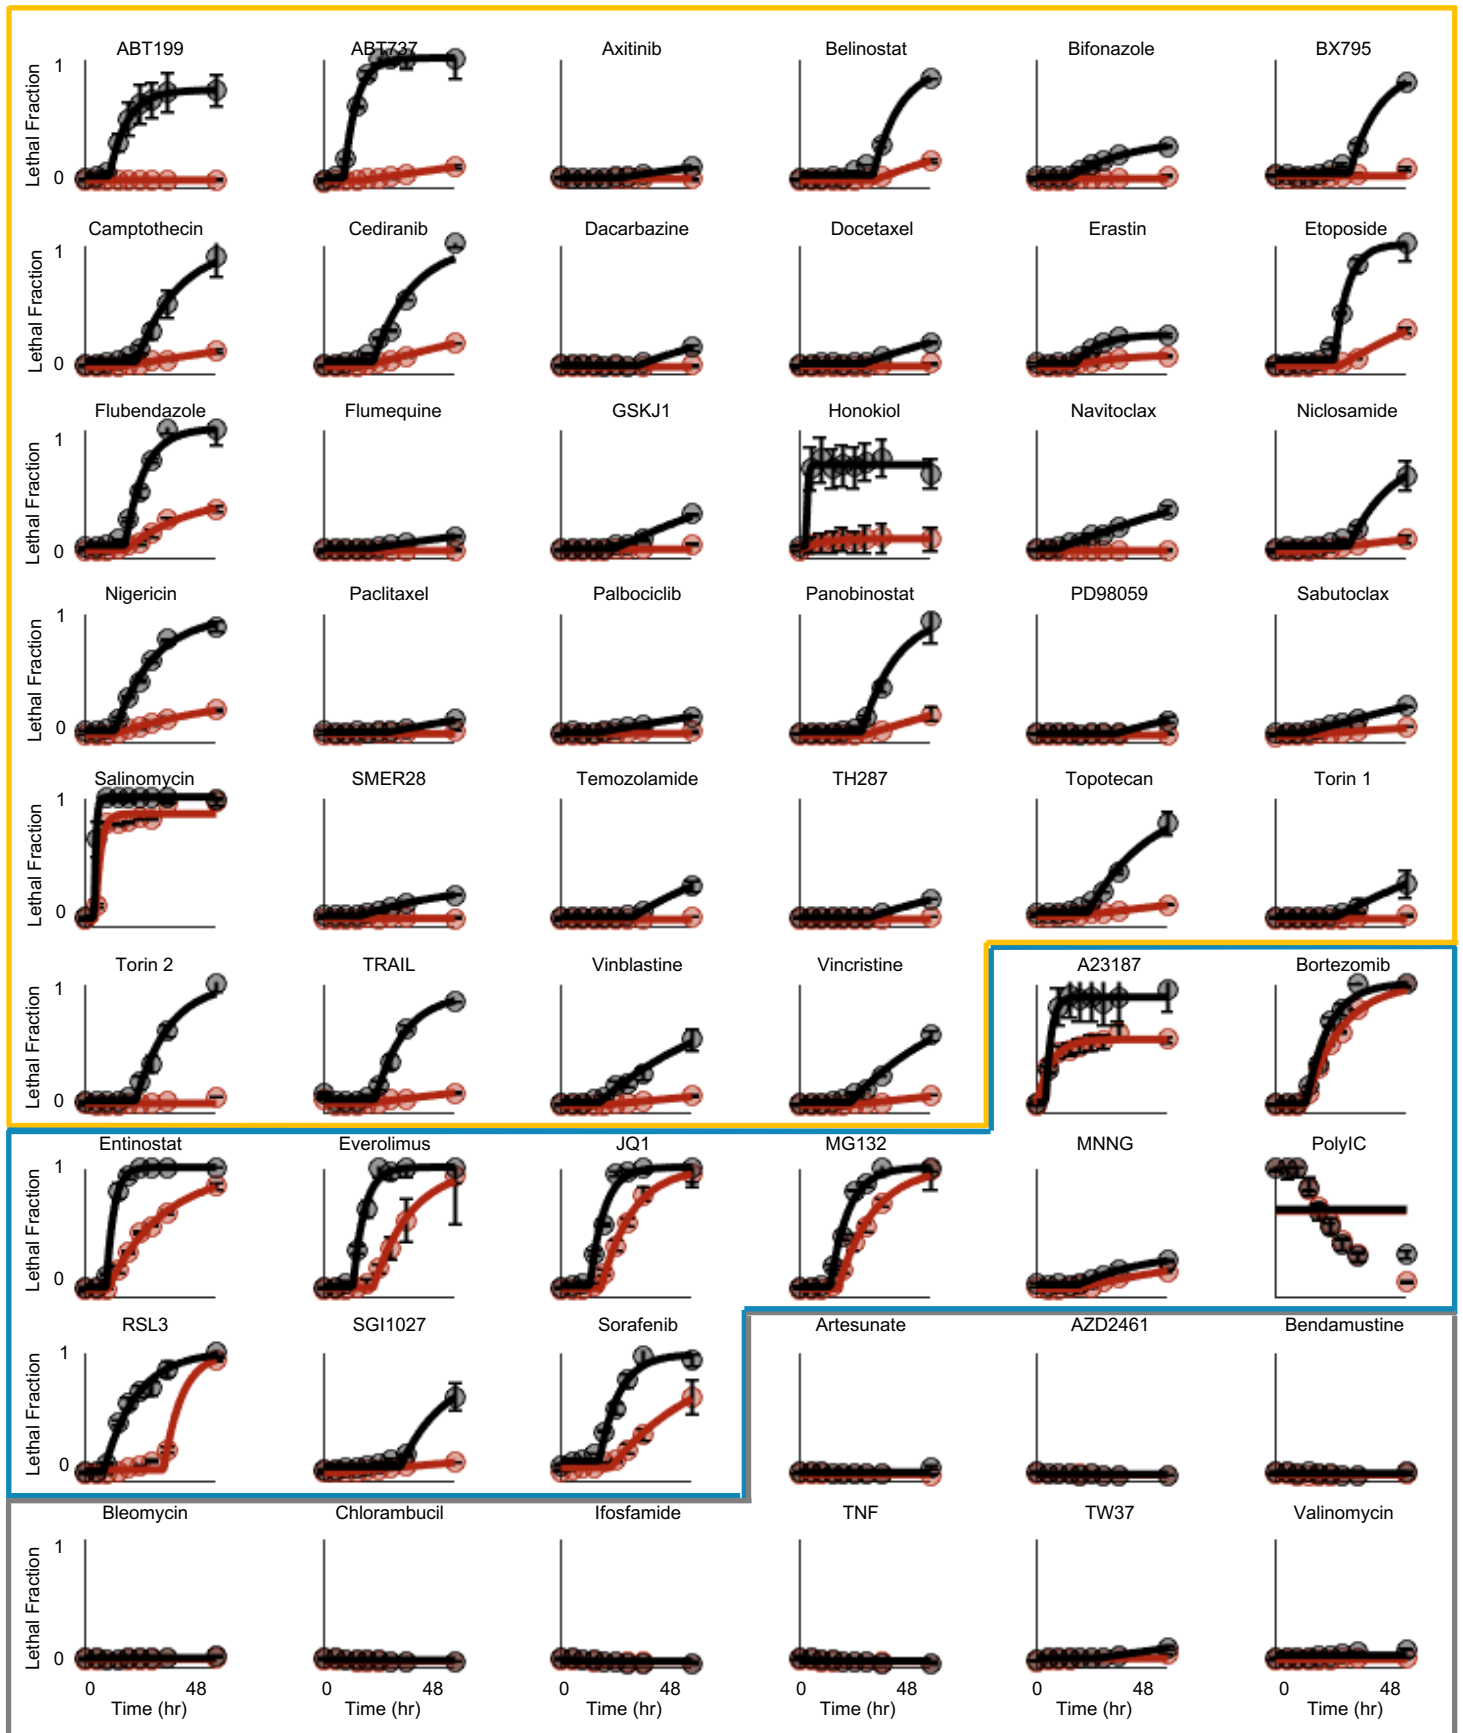 ABT199 ABT737 Axitinib Belinostat Bifonazole BX795
1
Lethal Fraction
0
Camptothecin Cediranib Dacarbazine Docetaxel Erastin Etoposide
1
Lethal Fraction
0
Flubendazole Flumequine GSKJ1 Honokiol Navitoclax Niclosamide
1
Lethal Fraction
0
Nigericin Paclitaxel Palbociclib Panobinostat PD98059 Sabutoclax
1
Lethal Fraction
0
Salinomycin SMER28 Temozolamide TH287 Topotecan Torin 1
1
Lethal Fraction
0
Torin 2 TRAIL Vinblastine Vincristine A23187 Bortezomib
1
Lethal Fraction
0
Entinostat Everolimus JQ1 MG132 MNNG PolyIC
1
Lethal Fraction
0
RSL3 SGI1027 Sorafenib Artesunate AZD2461 Bendamustine
1
Lethal Fraction
0
Bleomycin Chlorambucil Ifosfamide TNF TW37 Valinomycin
1
Lethal Fraction
0
0 48 0 48 0 48 0 48 0 48 0 48
Time (hr) Time (hr) Time (hr) Time (hr) Time (hr) Time (hr)